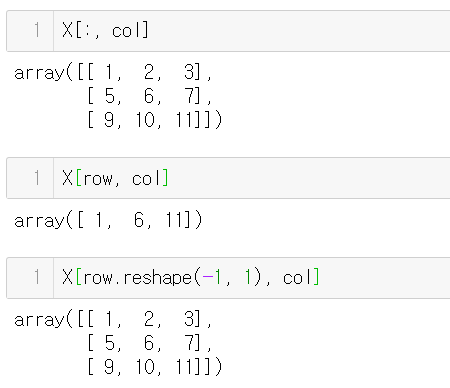 1 X[:, col]
array([[ 1,  2,  3],
       [ 5,  6,  7],
       [ 9, 10, 11]])
1 X[row, col]
array([ 1,  6, 11])
1 X[row.reshape(-1, 1), col]
array([[ 1,  2,  3],
       [ 5,  6,  7],
       [ 9, 10, 11]])